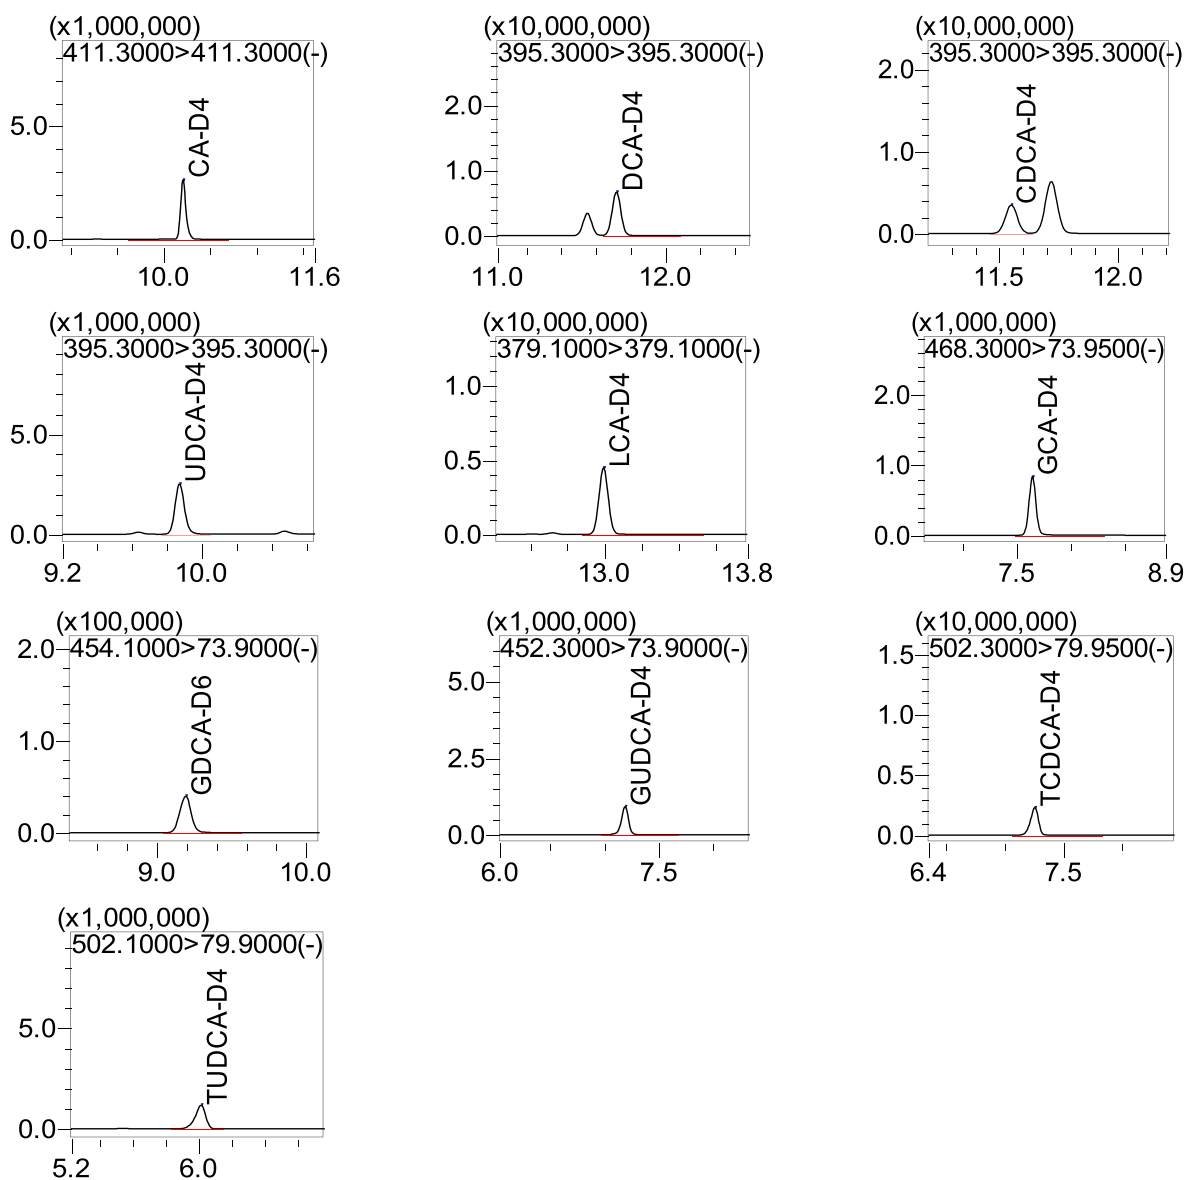 (x1,000,000)
411.3000>411.3000(-)
CA-D4
5.0
0.0
10.0
11.6
(x10,000,000)
395.3000>395.3000(-)
DCA-D4
2.0
1.0
0.0
11.0
12.0
(x10,000,000)
395.3000>395.3000(-)
CDCA-D4
2.0
1.0
0.0
11.5
12.0
(x1,000,000)
395.3000>395.3000(-)
UDCA-D4
5.0
0.0
9.2
10.0
(x10,000,000)
379.1000>379.1000(-)
LCA-D4
1.0
0.5
0.0
13.0
13.8
(x1,000,000)
468.3000>73.9500(-)
GCA-D4
2.0
1.0
0.0
7.5
8.9
(x100,000)
454.1000>73.9000(-)
GDCA-D6
2.0
1.0
0.0
9.0
10.0
(x1,000,000)
452.3000>73.9000(-)
GUDCA-D4
5.0
2.5
0.0
6.0
7.5
(x10,000,000)
502.3000>79.9500(-)
TCDCA-D4
1.5
1.0
0.5
0.0
6.4
7.5
(x1,000,000)
502.1000>79.9000(-)
TUDCA-D4
5.0
0.0
5.2
6.0